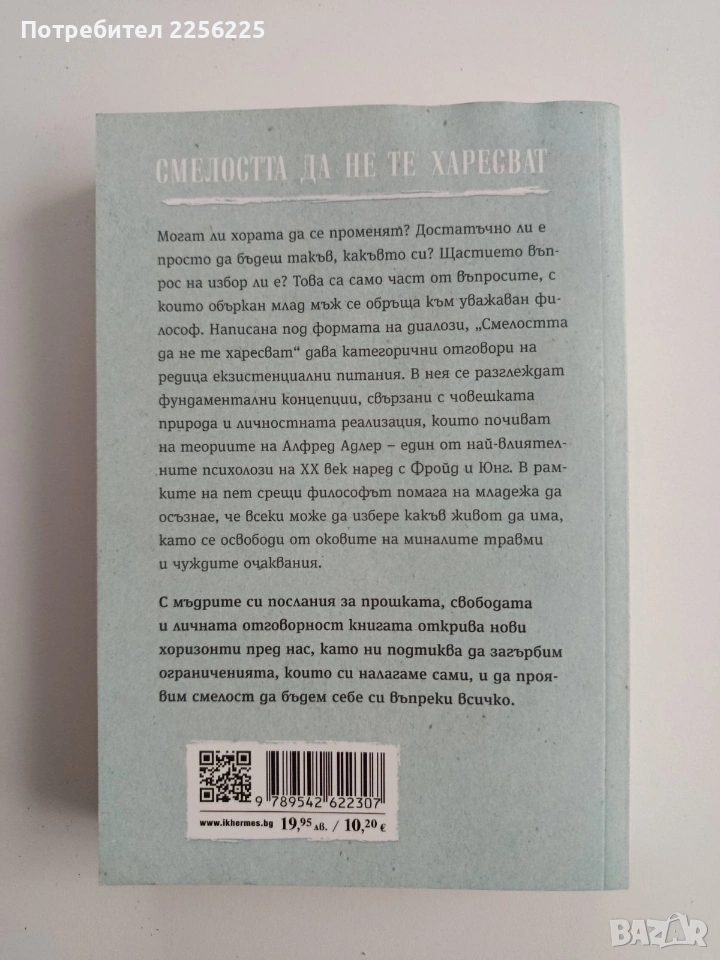 Потребител 2256225
СМЕЛОСТТА ДА НЕ ТЕ ХАРЕСВАТ
Могат ли хората да се променят? Достатъчно ли е
просто да бъдеш такъв, какъвто си? Щастието въп-
рос на избор ли е? Това са само част от въпросите, с
които объркан млад мъж се обръща към уважаван фи-
лософ. Написана под формата на диалози, „Смелостта
да не те харесват“ дава категорични отговори на
редица екзистенциални питания. В нея се разглеждат
фундаментални концепции, свързани с човешката
природа и личностната реализация, които почиват
на теориите на Алфред Адлер – един от най-влиятел-
ните психолози на XX век наред с Фройд и Юнг. В рам-
ките на пет срещи философът помага на младежа да
осъзнае, че всеки може да избере какъв живот да има,
като се освободи от оковите на миналите травми
и чуждите очаквания.
С мъдрите си послания за прошката, свободата
и личната отговорност книгата открива нови
хоризонти пред нас, като ни подтиква да загърбим
ограниченията, които си налагаме сами, и да проя-
вим смелост да бъдем себе си въпреки всичко.
9 789542 622307
www.ikhermes.bg 19,95 лв. / 10,20 €
BAZAR